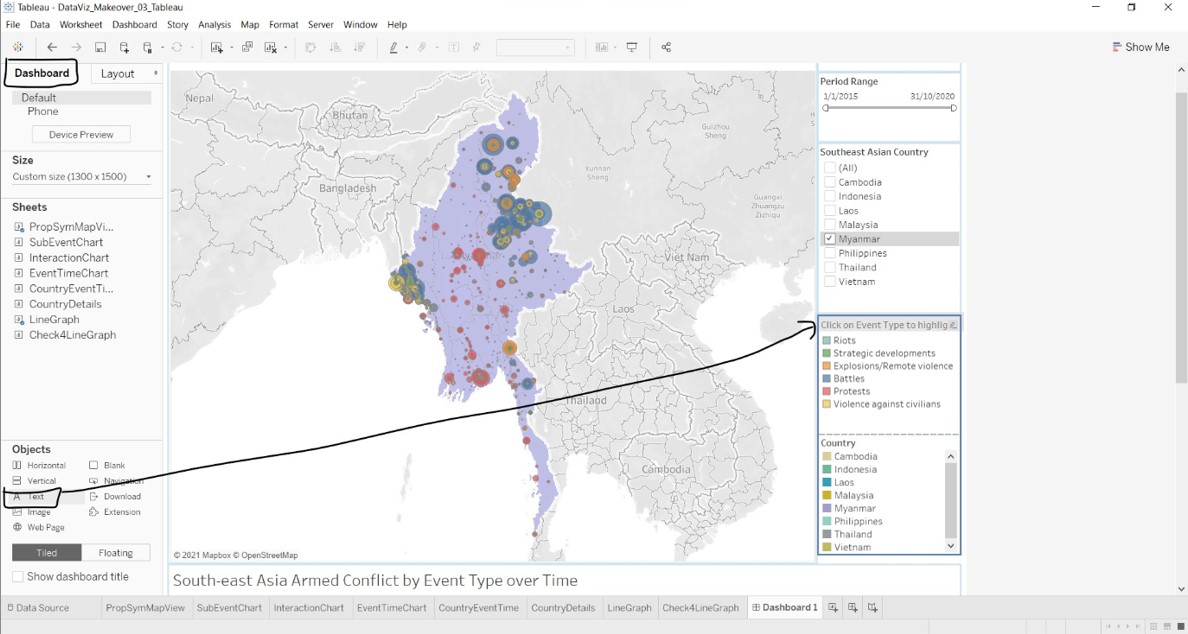 Tableau - DataViz_Makeover_03_Tableau
File Data Worksheet Dashboard Story Analysis Map Format Server Window Help
Show Me
Dashboard Layout
Default
Phone
Device Preview
Size
Custom size (1300 x 1500)
Sheets
PropSymMapVi...
SubEventChart
InteractionChart
EventTimeChart
CountryEventTi...
CountryDetails
LineGraph
Check4LineGraph
Objects
Horizontal Blank
Vertical Navigation
Text Download
Image Extension
Web Page
Tiled Floating
Show dashboard title
Nepal
Bhutan
Bangladesh
Guizhou
Sheng
Yunnan
Sheng
Guangxi
Zhuangzu
Zizhiqu
Viet Nam
Laos
Thailand
Cambodia
© 2021 Mapbox © OpenStreetMap
Period Range
1/1/2015 31/10/2020
Southeast Asian Country
(All)
Cambodia
Indonesia
Laos
Malaysia
Myanmar
Philippines
Thailand
Vietnam
Click on Event Type to highlig
Riots
Strategic developments
Explosions/Remote violence
Battles
Protests
Violence against civilians
Country
Cambodia
Indonesia
Laos
Malaysia
Myanmar
Philippines
Thailand
Vietnam
South-east Asia Armed Conflict by Event Type over Time
Data Source PropSymMapView SubEventChart InteractionChart EventTimeChart CountryEventTime CountryDetails LineGraph Check4LineGraph Dashboard 1